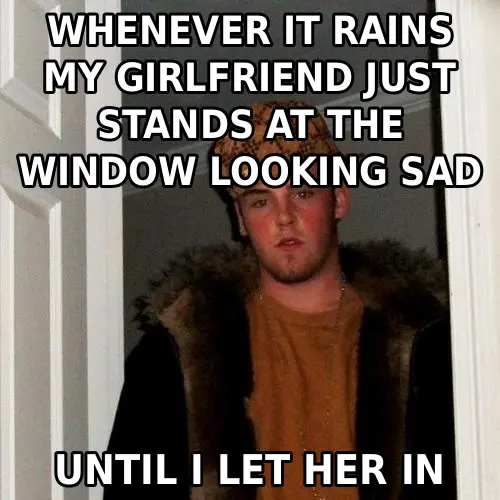 WHENEVER IT RAINS
MY GIRLFRIEND JUST
STANDS AT THE
WINDOW LOOKING SAD
UNTIL I LET HER IN